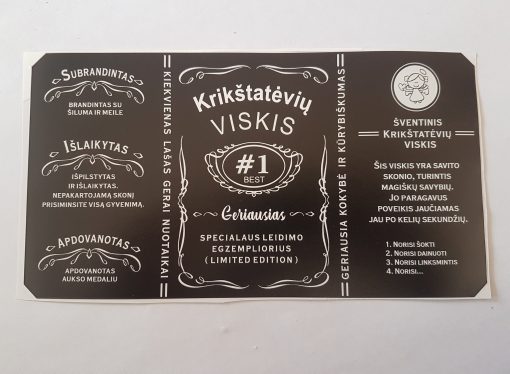 SUBRANDINTAS
BRANDINTAS SU
ŠILUMA IR MEILE
IŠLAIKYTAS
IŠPILSTYTAS
IR IŠLAIKYTAS.
NEPAKARTOJAMĄ SKONĮ
PRISIMINSITE VISĄ GYVENIMĄ.
APDOVANOTAS
APDOVANOTAS
AUKSO MEDALIU
KIEKVIENAS LAŠAS GERAI NUOTAIKAI
Krikštatėvių
VISKIS
#1
BEST
Geriausias
SPECIALAUS LEIDIMO
EGZEMPLIORIUS
( LIMITED EDITION )
GERIAUSIA KOKYBĖ IR KŪRYBIŠKUMAS
ŠVENTINIS
KRIKŠTATĖVIŲ
VISKIS
ŠIS VISKIS YRA SAVITO
SKONIO, TURINTIS
MAGIŠKŲ SAVYBIŲ.
JO PARAGAVUS
POVEIKIS JAUČIAMAS
JAU PO KELIŲ SEKUNDŽIŲ.
1. NORISI ŠOKTI
2. NORISI DAINUOTI
3. NORISI LINKSMINTIS
4. NORISI...